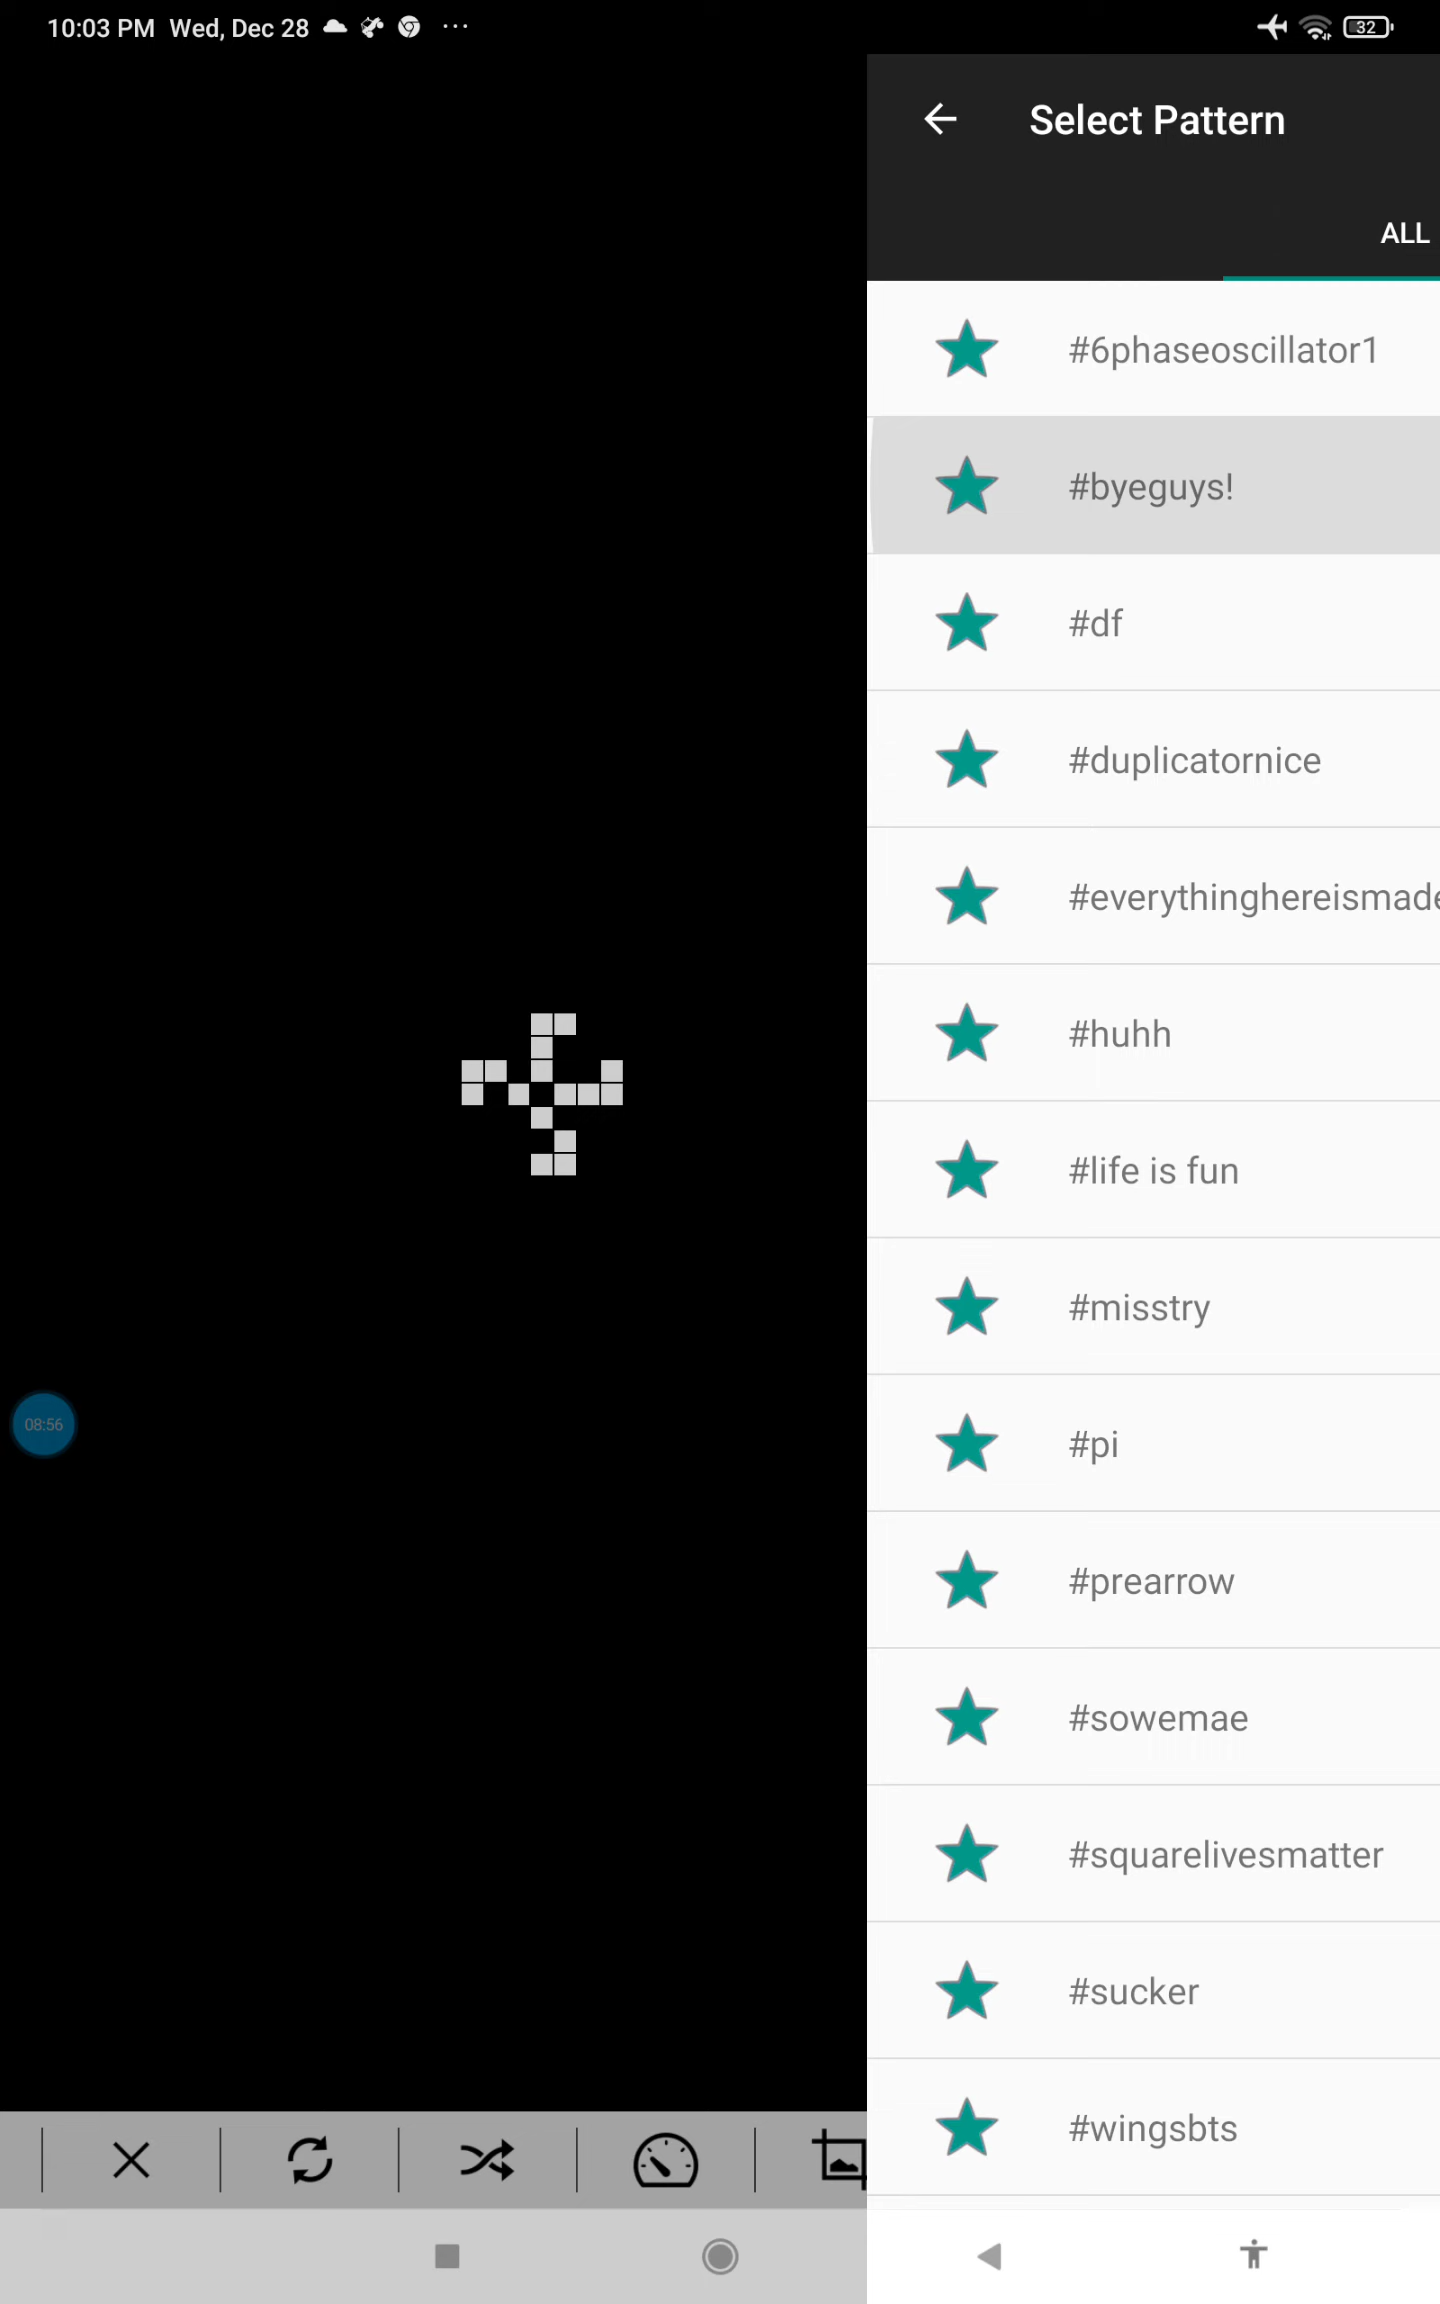 10:03 PM Wed, Dec 28 ...
32
Select Pattern
ALL
#6phaseoscillator1
#byeguys!
#df
#duplicatornice
#everythinghereismade
#huhh
#life is fun
#misstry
08:56
#pi
#prearrow
#sowemae
#squarelivesmatter
#sucker
#wingsbts